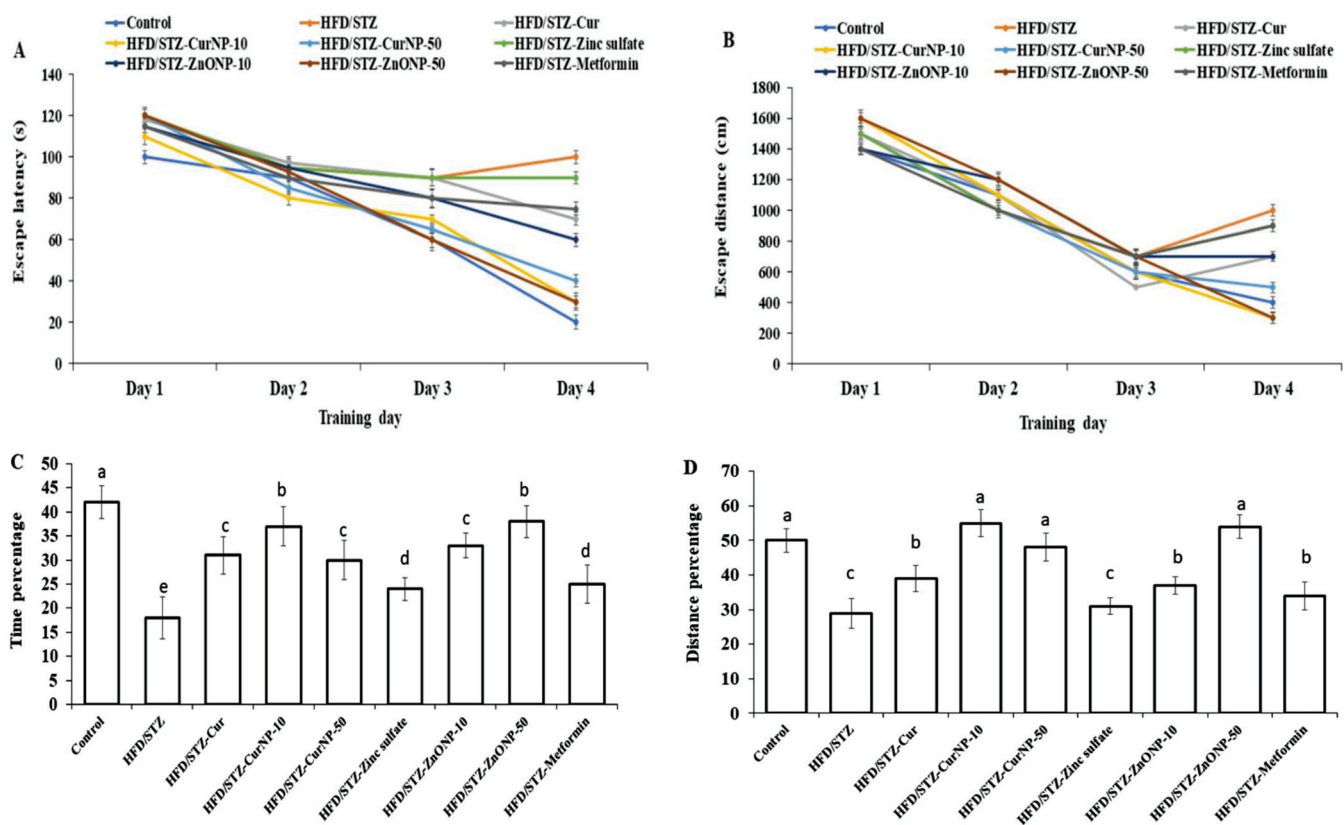 A
Control HFD/STZ HFD/STZ-Cur
HFD/STZ-CurNP-10 HFD/STZ-CurNP-50 HFD/STZ-Zinc sulfate
HFD/STZ-ZnONP-10 HFD/STZ-ZnONP-50 HFD/STZ-Metformin
Escape latency (s)
140
120
100
80
60
40
20
0
Day 1 Day 2 Day 3 Day 4
Training day
B
Control HFD/STZ HFD/STZ-Cur
HFD/STZ-CurNP-10 HFD/STZ-CurNP-50 HFD/STZ-Zinc sulfate
HFD/STZ-ZnONP-10 HFD/STZ-ZnONP-50 HFD/STZ-Metformin
Escape distance (cm)
1800
1600
1400
1200
1000
800
600
400
200
0
Day 1 Day 2 Day 3 Day 4
Training day
C
Time percentage
50
45
40
35
30
25
20
15
10
5
0
a e c b c d c b d
Control
HFD/STZ
HFD/STZ-Cur
HFD/STZ-CurNP-10
HFD/STZ-CurNP-50
HFD/STZ-Zinc sulfate
HFD/STZ-ZnONP-10
HFD/STZ-ZnONP-50
HFD/STZ-Metformin
D
Distance percentage
70
60
50
40
30
20
10
0
a c b a a c b a b
Control
HFD/STZ
HFD/STZ-Cur
HFD/STZ-CurNP-10
HFD/STZ-CurNP-50
HFD/STZ-Zinc sulfate
HFD/STZ-ZnONP-10
HFD/STZ-ZnONP-50
HFD/STZ-Metformin